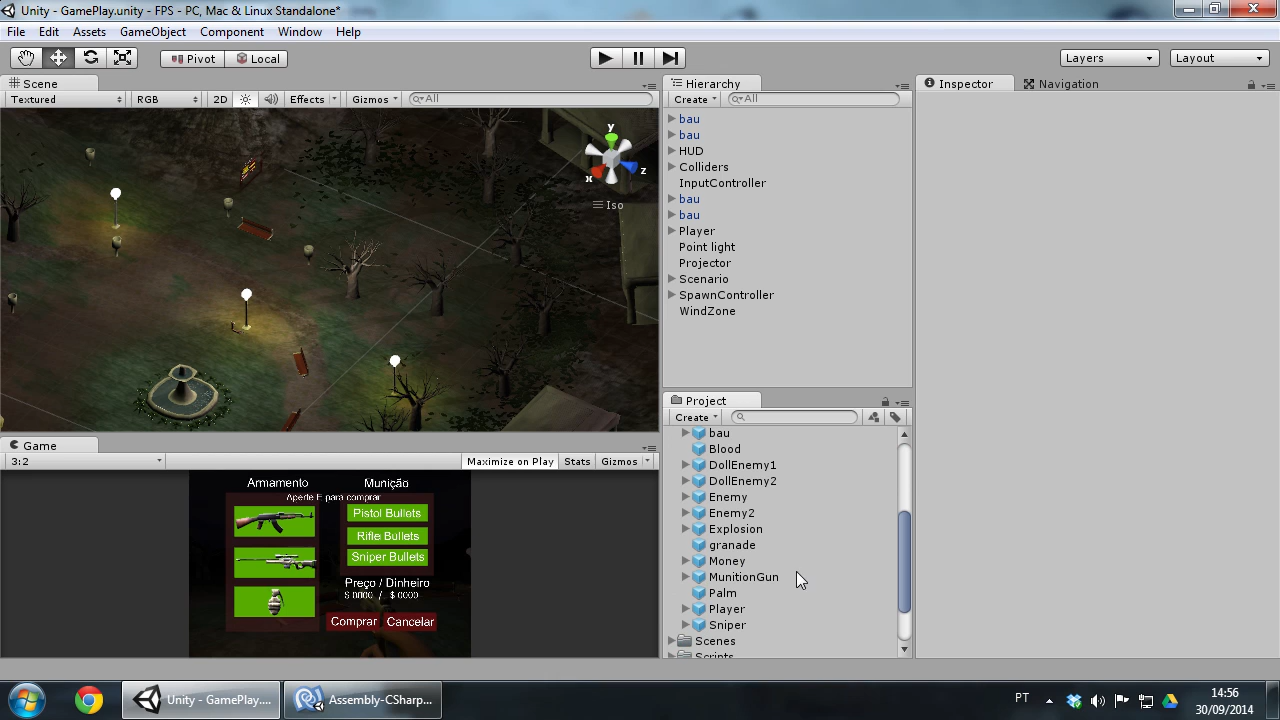 Unity - GamePlay.unity - FPS - PC, Mac & Linux Standalone*
File Edit Assets GameObject Component Window Help
Pivot Local Layers Layout
Scene
Textured RGB 2D Effects Gizmos All
y
x
z
Iso
Hierarchy
Create All
bau
bau
HUD
Colliders
InputController
bau
bau
Player
Point light
Projector
Scenario
SpawnController
WindZone
Inspector Navigation
Game
3:2 Maximize on Play Stats Gizmos
Armamento Munição
Aperte E para comprar
Pistol Bullets
Rifle Bullets
Sniper Bullets
Preço / Dinheiro
$ 0000 / $ 0000
Comprar Cancelar
Project
Create
bau
Blood
DollEnemy1
DollEnemy2
Enemy
Enemy2
Explosion
granade
Money
MunitionGun
Palm
Player
Sniper
Scenes
Scripts
Unity - GamePlay.... Assembly-CSharp...
PT
14:56
30/09/2014